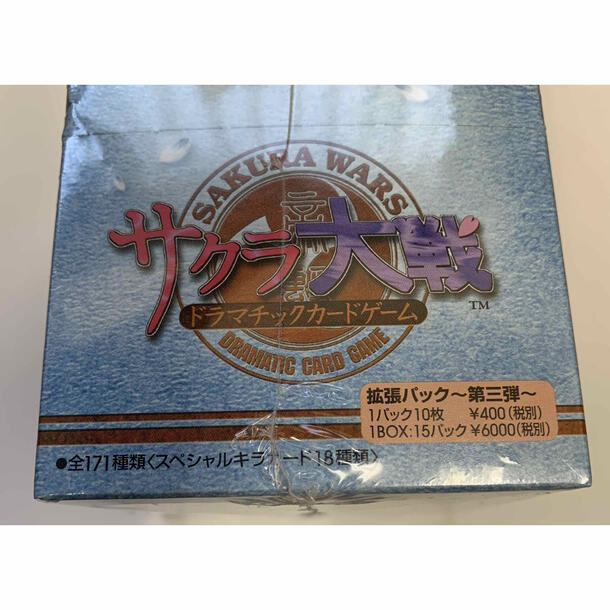 SAKURA WARS
サクラ大戦
TM
ドラマチックカードゲーム
DRAMATIC CARD GAME
拡張パック〜第三弾〜
1パック10枚 ¥400(税別)
1BOX:15パック ¥6000(税別)
●全171種類〈スペシャルキラカード18種類〉